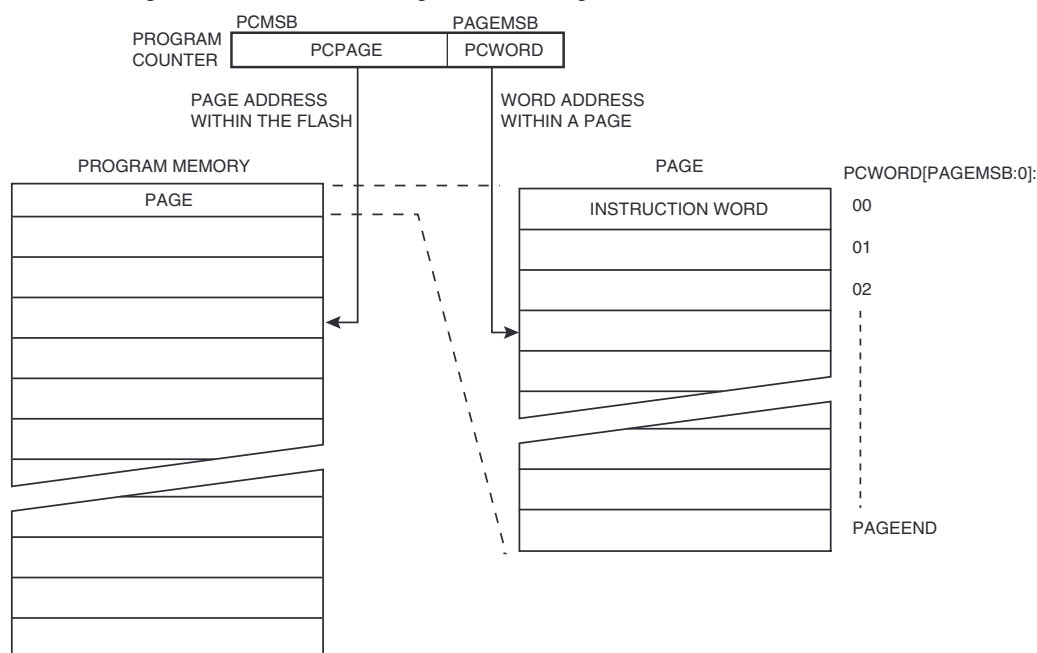 PCMSB PAGEMSB
PROGRAM
COUNTER
PCPAGE PCWORD
PAGE ADDRESS
WITHIN THE FLASH
WORD ADDRESS
WITHIN A PAGE
PROGRAM MEMORY
PAGE
PAGE
PCWORD[PAGEMSB:0]:
INSTRUCTION WORD
00
01
02
PAGEEND